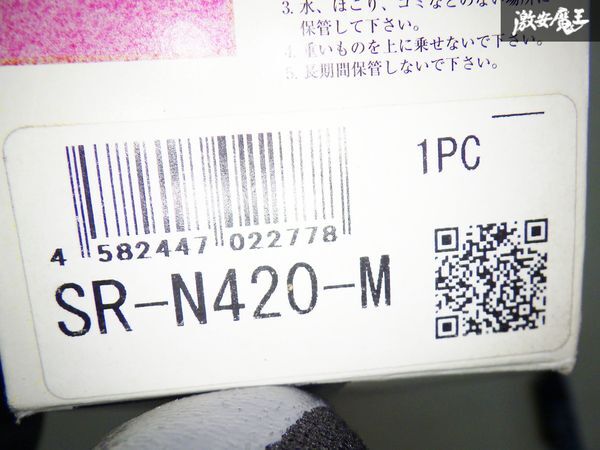 激安魔王
3. 水、ほこり、ゴミなどのない場所に
保管して下さい。
4. 重いものを上に乗せないで下さい。
5. 長期間保管しないで下さい。
1PC
4 582447 022778
SR-N420-M